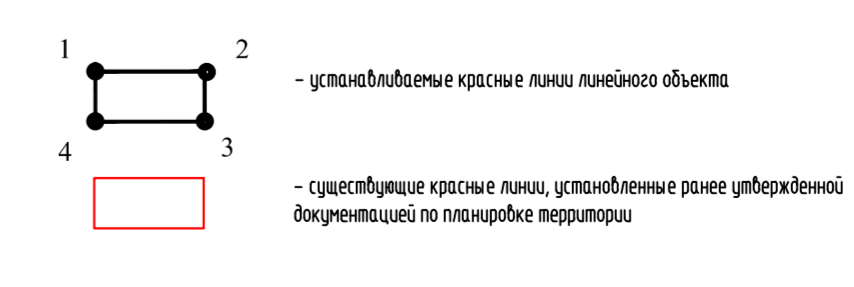 1 2
– устанавливаемые красные линии линейного объекта
4 3
– существующие красные линии, установленные ранее утвержденной
документацией по планировке территории